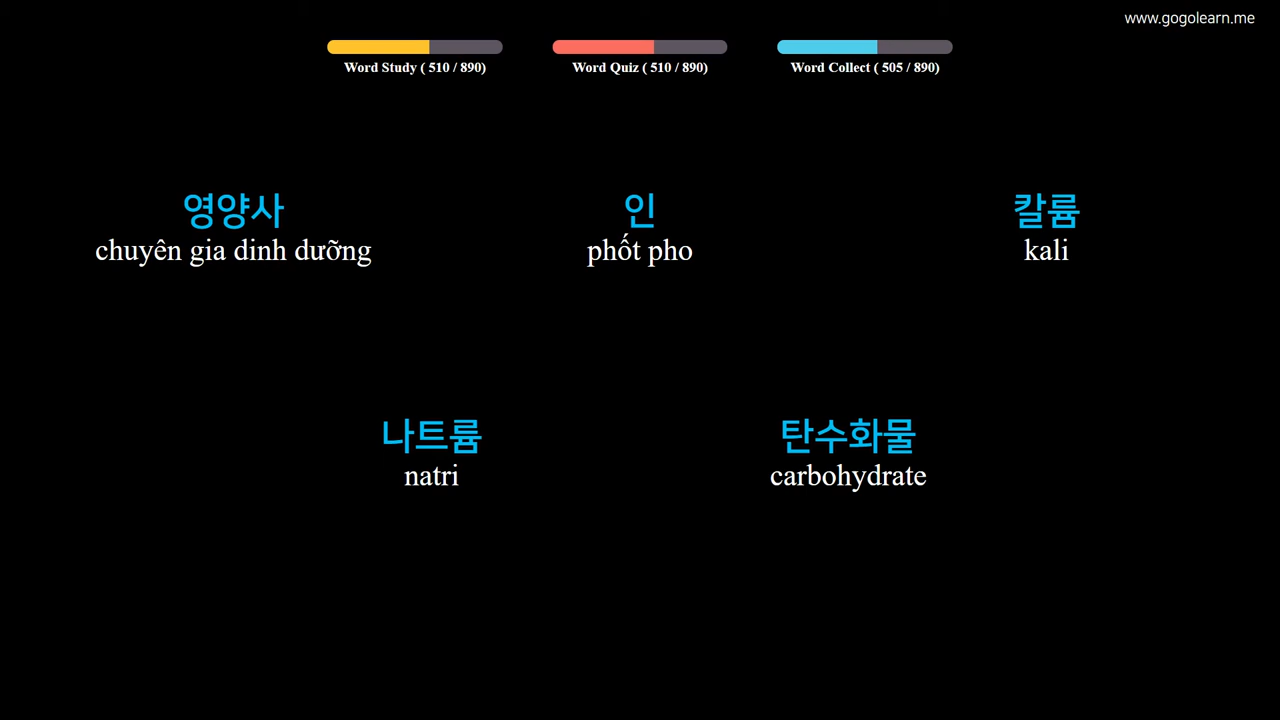 www.gogolearn.me
Word Study ( 510 / 890)
Word Quiz ( 510 / 890)
Word Collect ( 505 / 890)
영양사
chuyên gia dinh dưỡng
인
phốt pho
칼륨
kali
나트륨
natri
탄수화물
carbohydrate